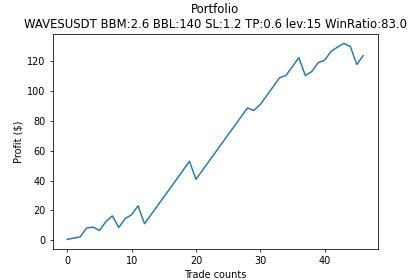 Portfolio
WAVESUSDT BBM:2.6 BBL:140 SL:1.2 TP:0.6 lev:15 WinRatio:83.0
120
100
80
60
40
20
0
Profit ($)
0 10 20 30 40
Trade counts